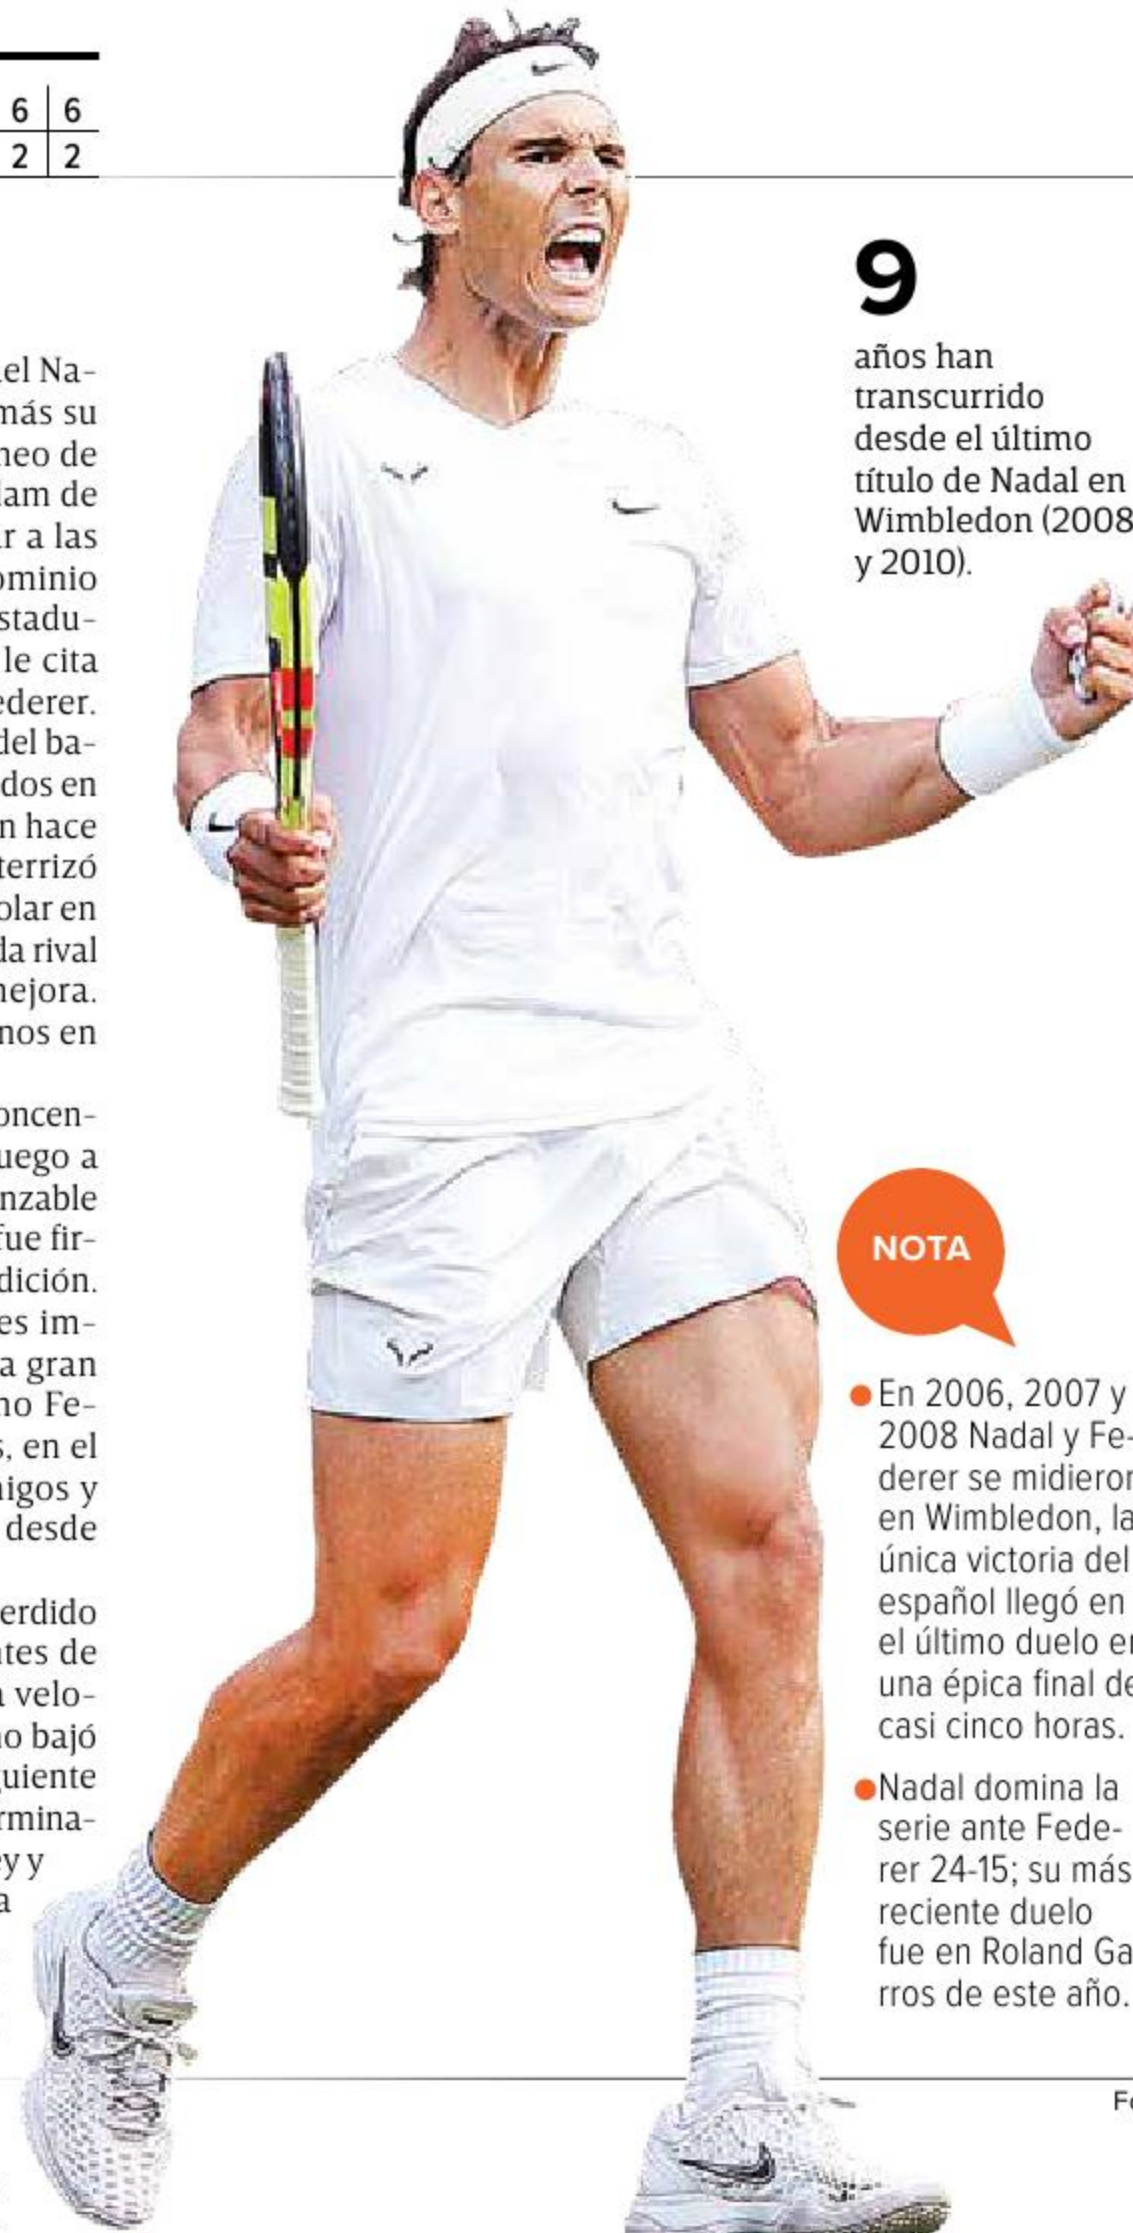 6 6
2 2
el Na-
más su
neo de
lam de
r a las
ominio
stadu-
le cita
ederer.
del ba-
dos en
n hace
terrizó
olar en
da rival
nejora.
nos en
oncen-
uego a
nzable
fue fir-
dición.
es im-
a gran
no Fe-
s, en el
nigos y
desde
erdido
ntes de
a velo-
no bajó
guiente
rmina-
ey y
a
9
años han
transcurrido
desde el último
título de Nadal en
Wimbledon (2008
y 2010).
NOTA
En 2006, 2007 y
2008 Nadal y Fe-
derer se midieron
en Wimbledon, la
única victoria del
español llegó en
el último duelo en
una épica final de
casi cinco horas.
Nadal domina la
serie ante Fede-
rer 24-15; su más
reciente duelo
fue en Roland Ga
rros de este año.
Fo